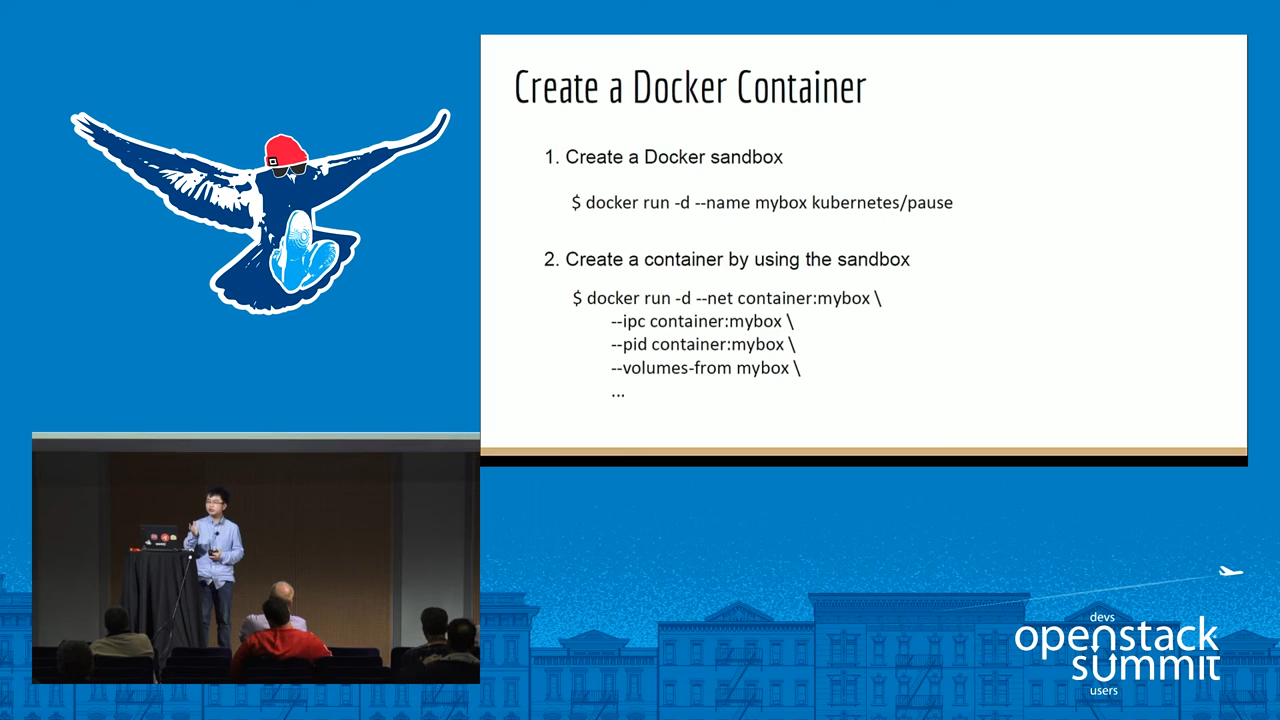 Create a Docker Container
1. Create a Docker sandbox
$ docker run -d --name mybox kubernetes/pause
2. Create a container by using the sandbox
$ docker run -d --net container:mybox \
--ipc container:mybox \
--pid container:mybox \
--volumes-from mybox \
...
devs
openstack
summit
users